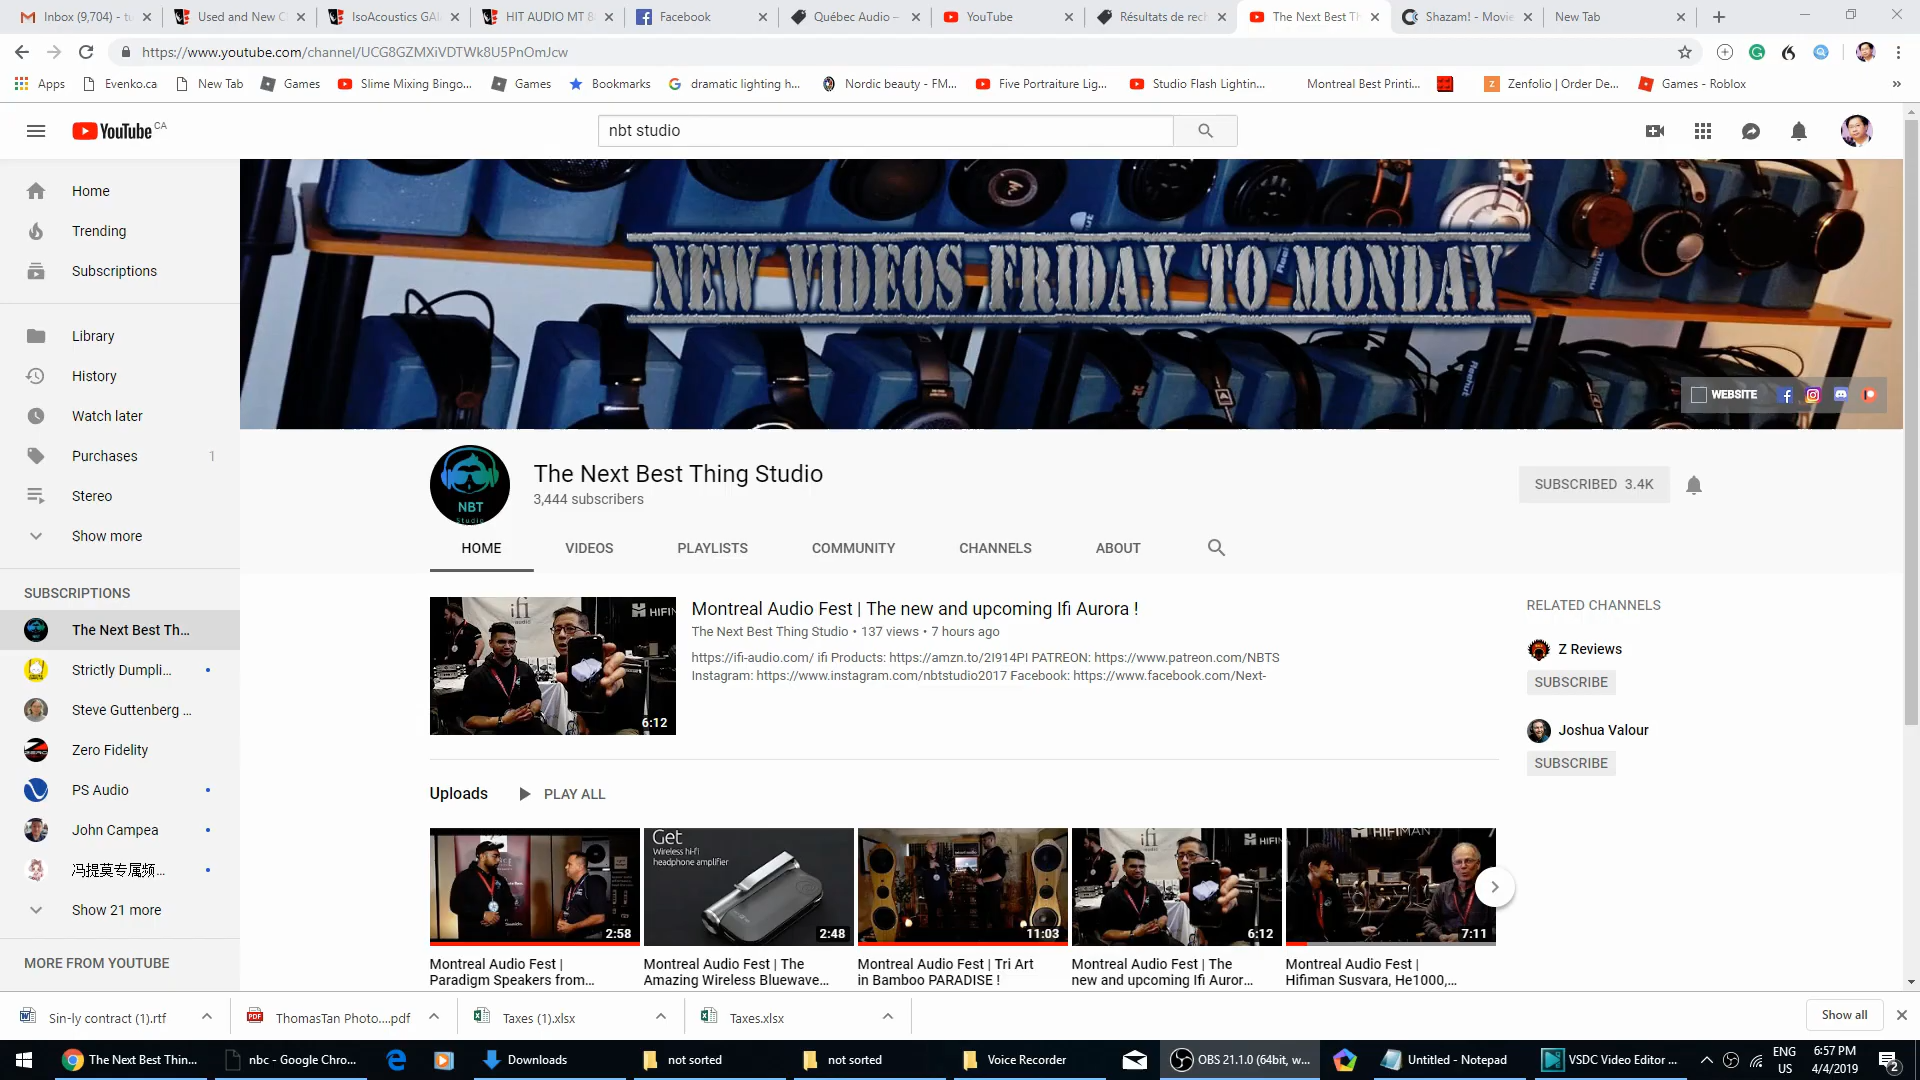 Inbox (9,704) - tu
Used and New C
IsoAcoustics GAI
HIT AUDIO MT 8
Facebook
Québec Audio –
YouTube
Résultats de rec
The Next Best Th
Shazam! - Movie
New Tab
https://www.youtube.com/channel/UCG8GZMXiVDTWk8U5PnOmJcw
Apps
Evenko.ca
New Tab
Games
Slime Mixing Bingo...
Games
Bookmarks
dramatic lighting h...
Nordic beauty - FM...
Five Portraiture Lig...
Studio Flash Lightin...
Montreal Best Printi...
Zenfolio | Order De...
Games - Roblox
YouTube CA
nbt studio
Home
Trending
Subscriptions
Library
History
Watch later
Purchases 1
Stereo
Show more
SUBSCRIPTIONS
The Next Best Th...
Strictly Dumpli...
Steve Guttenberg ...
Zero Fidelity
PS Audio
John Campea
冯提莫专属频...
Show 21 more
MORE FROM YOUTUBE
NEW VIDEOS FRIDAY TO MONDAY
WEBSITE
NBT
Studio
The Next Best Thing Studio
3,444 subscribers
SUBSCRIBED 3.4K
HOME
VIDEOS
PLAYLISTS
COMMUNITY
CHANNELS
ABOUT
ifi
audio
HIFIM
6:12
Montreal Audio Fest | The new and upcoming Ifi Aurora !
The Next Best Thing Studio • 137 views • 7 hours ago
https://ifi-audio.com/ ifi Products: https://amzn.to/2I914PI PATREON: https://www.patreon.com/NBTS
Instagram: https://www.instagram.com/nbtstudio2017 Facebook: https://www.facebook.com/Next-
RELATED CHANNELS
Z Reviews
SUBSCRIBE
Joshua Valour
SUBSCRIBE
Uploads
PLAY ALL
2:58
Montreal Audio Fest |
Paradigm Speakers from...
Get
Wireless hi-fi
headphone amplifier
2:48
Montreal Audio Fest | The
Amazing Wireless Bluewave...
11:03
Montreal Audio Fest | Tri Art
in Bamboo PARADISE !
ifi
HIFIM
6:12
Montreal Audio Fest | The
new and upcoming Ifi Auror...
HIFIMAN
7:11
Montreal Audio Fest |
Hifiman Susvara, He1000,...
Sin-ly contract (1).rtf
ThomasTan Photo....pdf
Taxes (1).xlsx
Taxes.xlsx
Show all
The Next Best Thin...
nbc - Google Chro...
Downloads
not sorted
not sorted
Voice Recorder
OBS 21.1.0 (64bit, w...
Untitled - Notepad
VSDC Video Editor ...
ENG
US
6:57 PM
4/4/2019
2